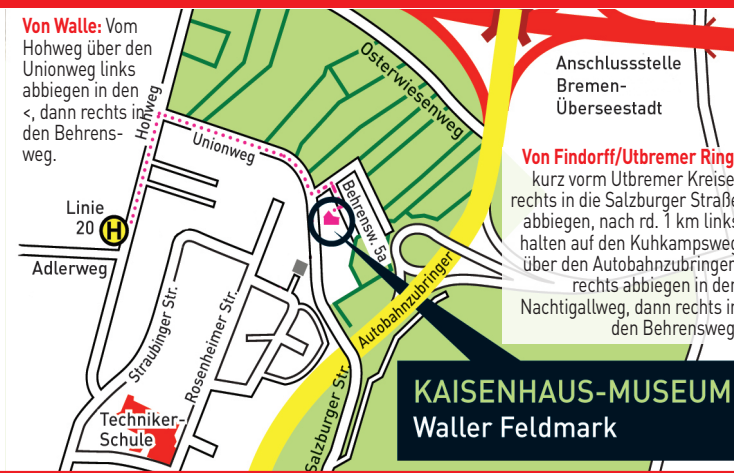 Von Walle: Vom
Hohweg über den
Unionweg links
abbiegen in den
<, dann rechts in
den Behrens-
weg.
Hohweg
Unionweg
Osterwiesenweg
Anschlussstelle
Bremen-
Überseestadt
Von Findorff/Utbremer Ring
kurz vorm Utbremer Kreisel
rechts in die Salzburger Straße
abbiegen, nach rd. 1 km links
halten auf den Kuhkampsweg
über den Autobahnzubringer
rechts abbiegen in den
Nachtigallweg, dann rechts in
den Behrensweg
Linie
20 H
Adlerweg
Behrensw. 5a
Autobahnzubringer
Straubinger Str.
Rosenheimer Str.
Salzburger Str.
Techniker-
Schule
KAISENHAUS-MUSEUM
Waller Feldmark